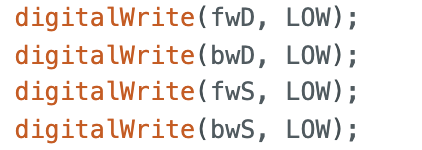 digitalWrite(fwD, LOW);
digitalWrite(bwD, LOW);
digitalWrite(fwS, LOW);
digitalWrite(bwS, LOW);